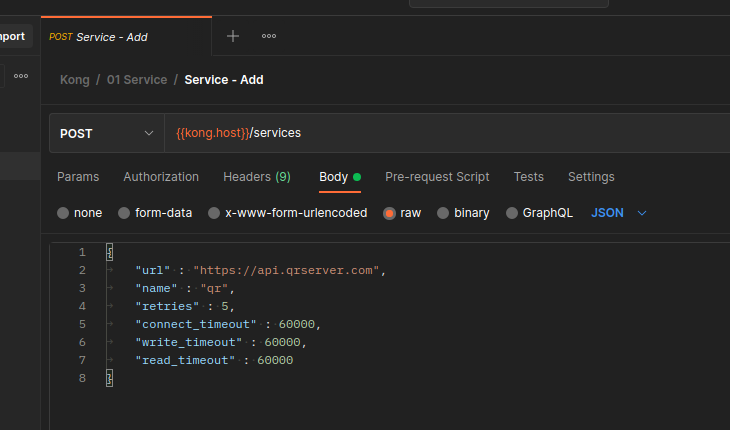 mport
POST Service - Add
Kong / 01 Service / Service - Add
POST {{kong.host}}/services
Params Authorization Headers (9) Body Pre-request Script Tests Settings
none form-data x-www-form-urlencoded raw binary GraphQL JSON
1 {
2 "url" : "https://api.qrserver.com",
3 "name" : "qr",
4 "retries" : 5,
5 "connect_timeout" : 60000,
6 "write_timeout" : 60000,
7 "read_timeout" : 60000
8 }